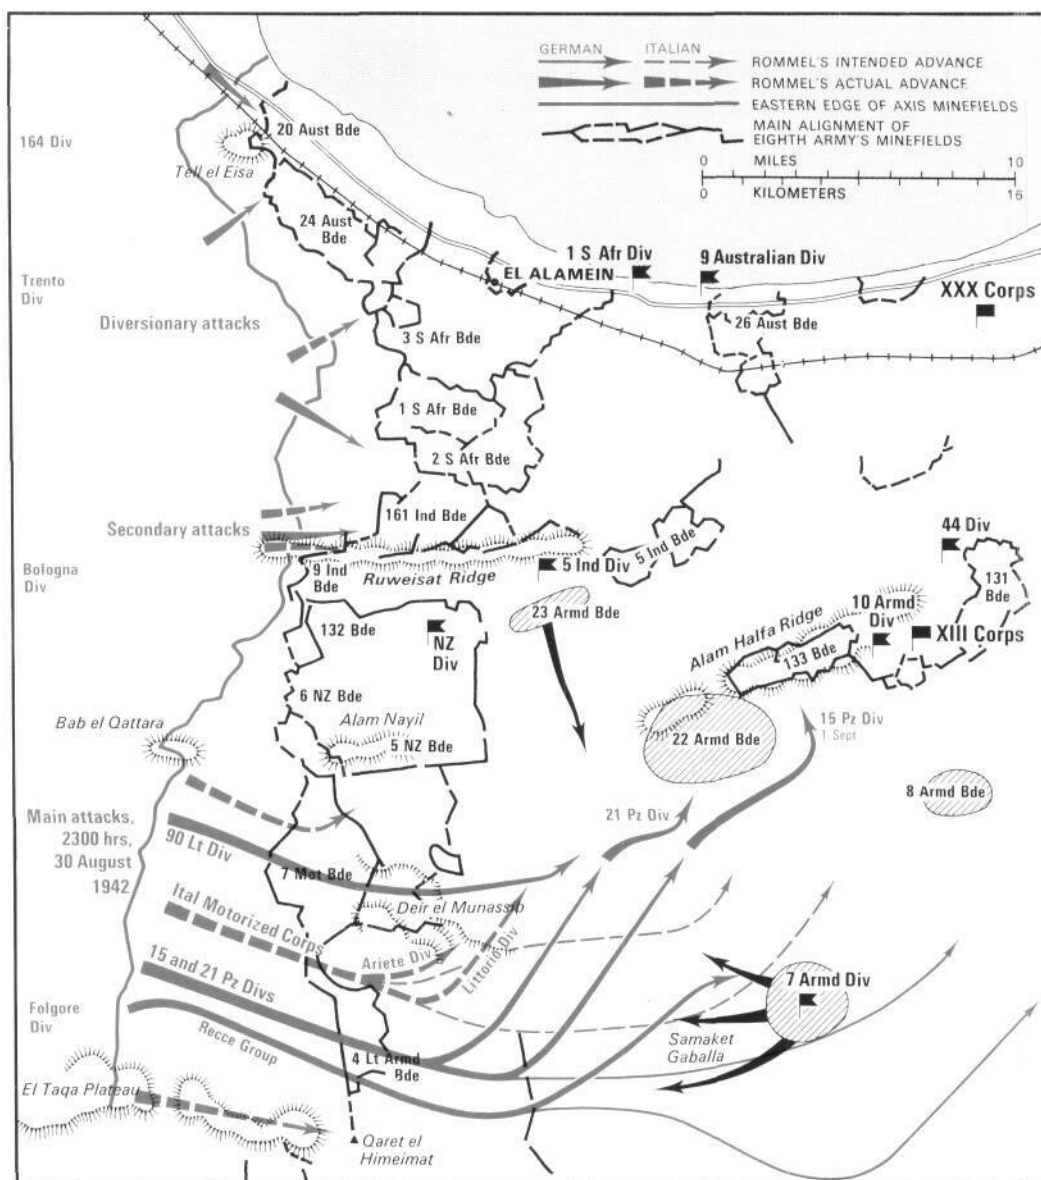 GERMAN ITALIAN
ROMMEL'S INTENDED ADVANCE
ROMMEL'S ACTUAL ADVANCE
EASTERN EDGE OF AXIS MINEFIELDS
MAIN ALIGNMENT OF
EIGHTH ARMY'S MINEFIELDS
0 MILES 10
0 KILOMETERS 16
164 Div
20 Aust Bde
Tell el Eisa
24 Aust
Bde
1 S Afr Div
9 Australian Div
EL ALAMEIN
XXX Corps
Trento
Div
Diversionary attacks
26 Aust Bde
3 S Afr Bde
1 S Afr Bde
2 S Afr Bde
161 Ind Bde
Secondary attacks
5 Ind Bde
44 Div
Bologna
Div
9 Ind
Bde
Ruweisat Ridge
5 Ind Div
131
Bde
23 Armd Bde
10 Armd
Div
Alam Halfa Ridge
132 Bde
NZ
Div
133 Bde
XIII Corps
6 NZ Bde
Bab el Qattara
Alam Nayil
5 NZ Bde
22 Armd Bde
15 Pz Div
1 Sept
8 Armd Bde
21 Pz Div
Main attacks,
2300 hrs,
30 August
1942
90 Lt Div
7 Mot Bde
Deir el Munassib
Ital Motorized Corps
Ariete Div
Littorio Div
15 and 21 Pz Divs
7 Armd Div
Folgore
Div
Recce Group
4 Lt Armd
Bde
Samaket
Gaballa
El Taqa Plateau
Qaret el
Himeimat